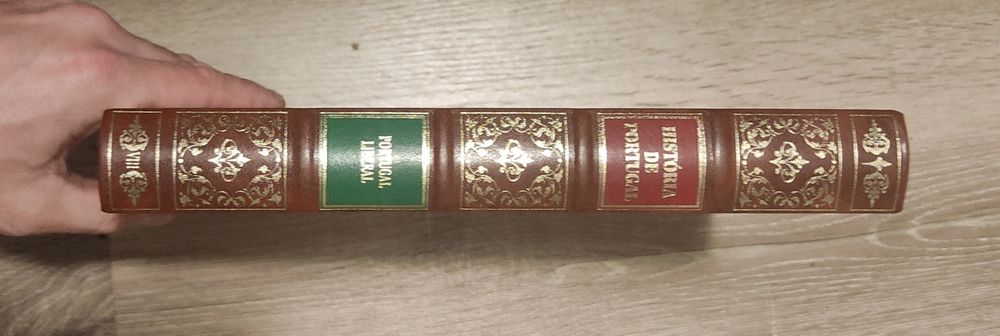 HISTÓRIA
DE
PORTUGAL
PORTUGAL
LIBERAL
VIII